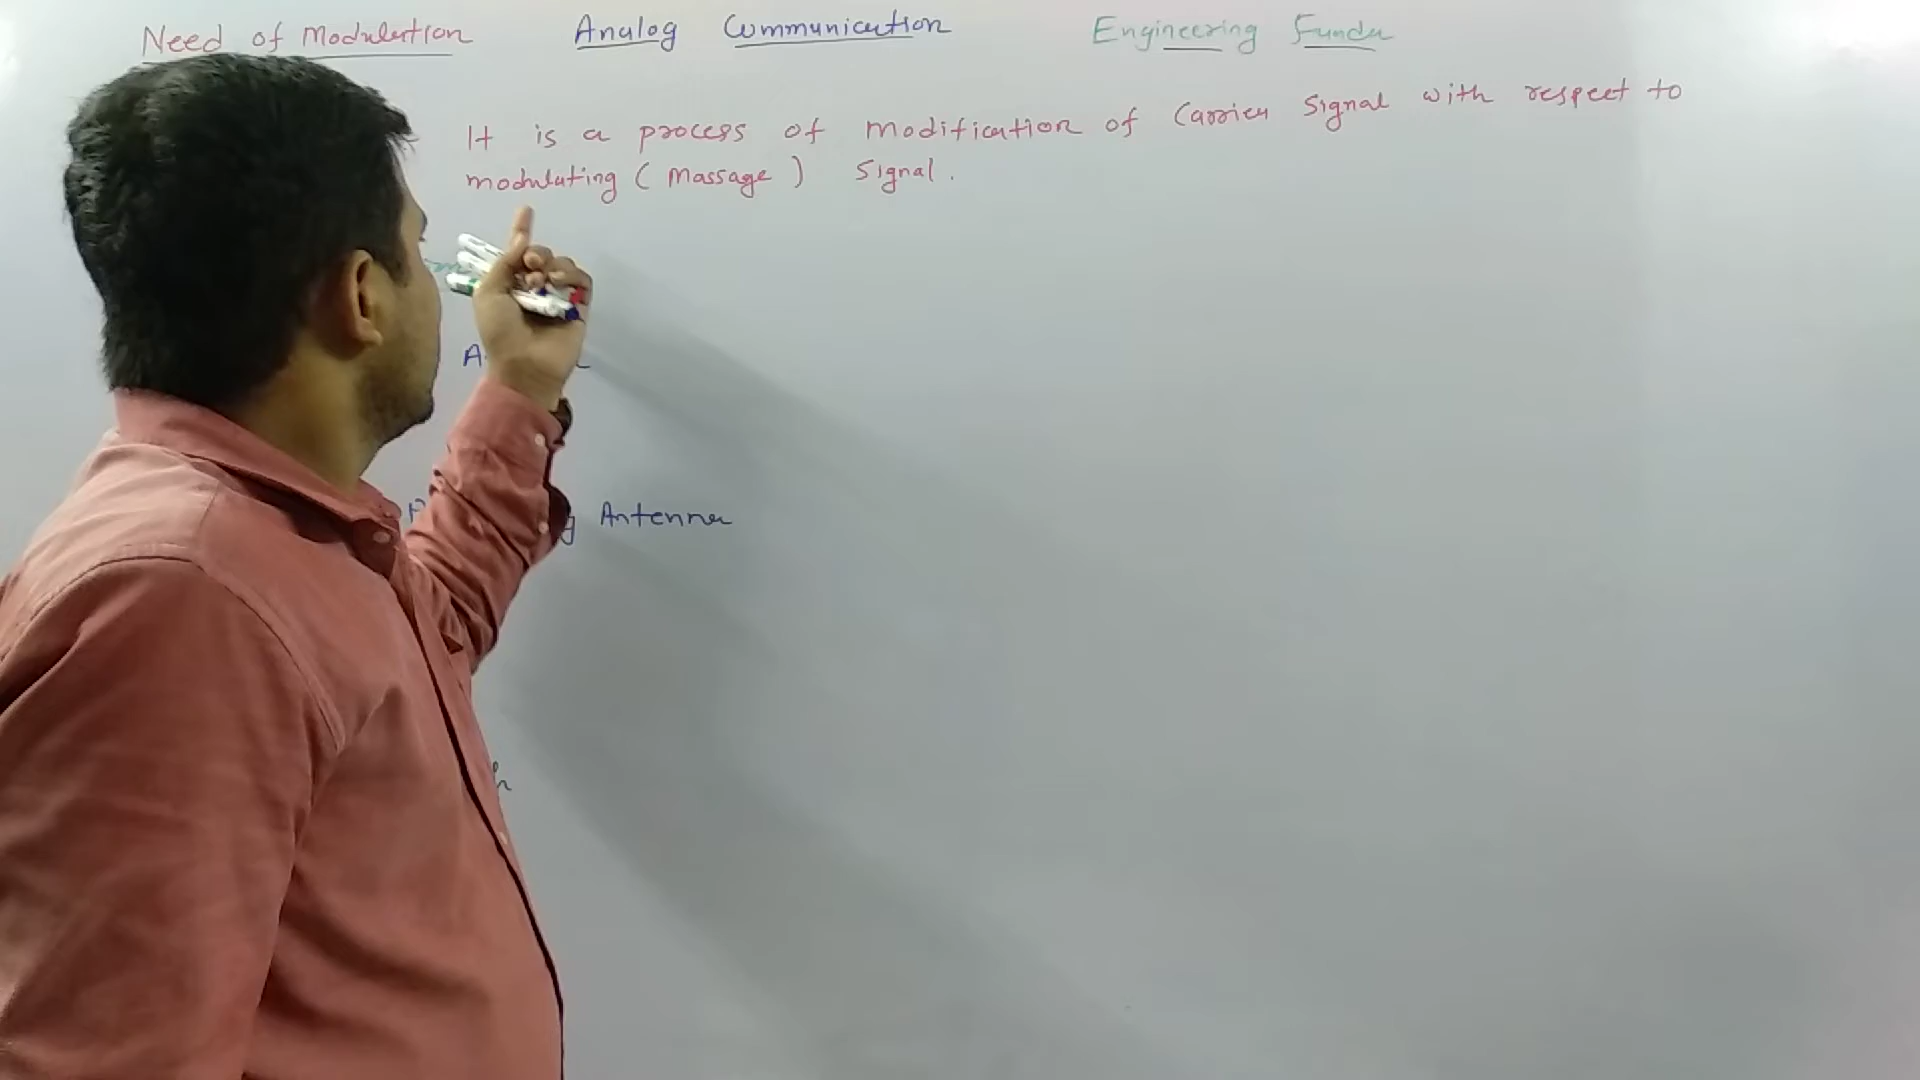 Need of Modulation Analog Communication Engineering Funda
It is a process of modification of carrier signal with respect to
modulating (Massage) signal.
Antenna